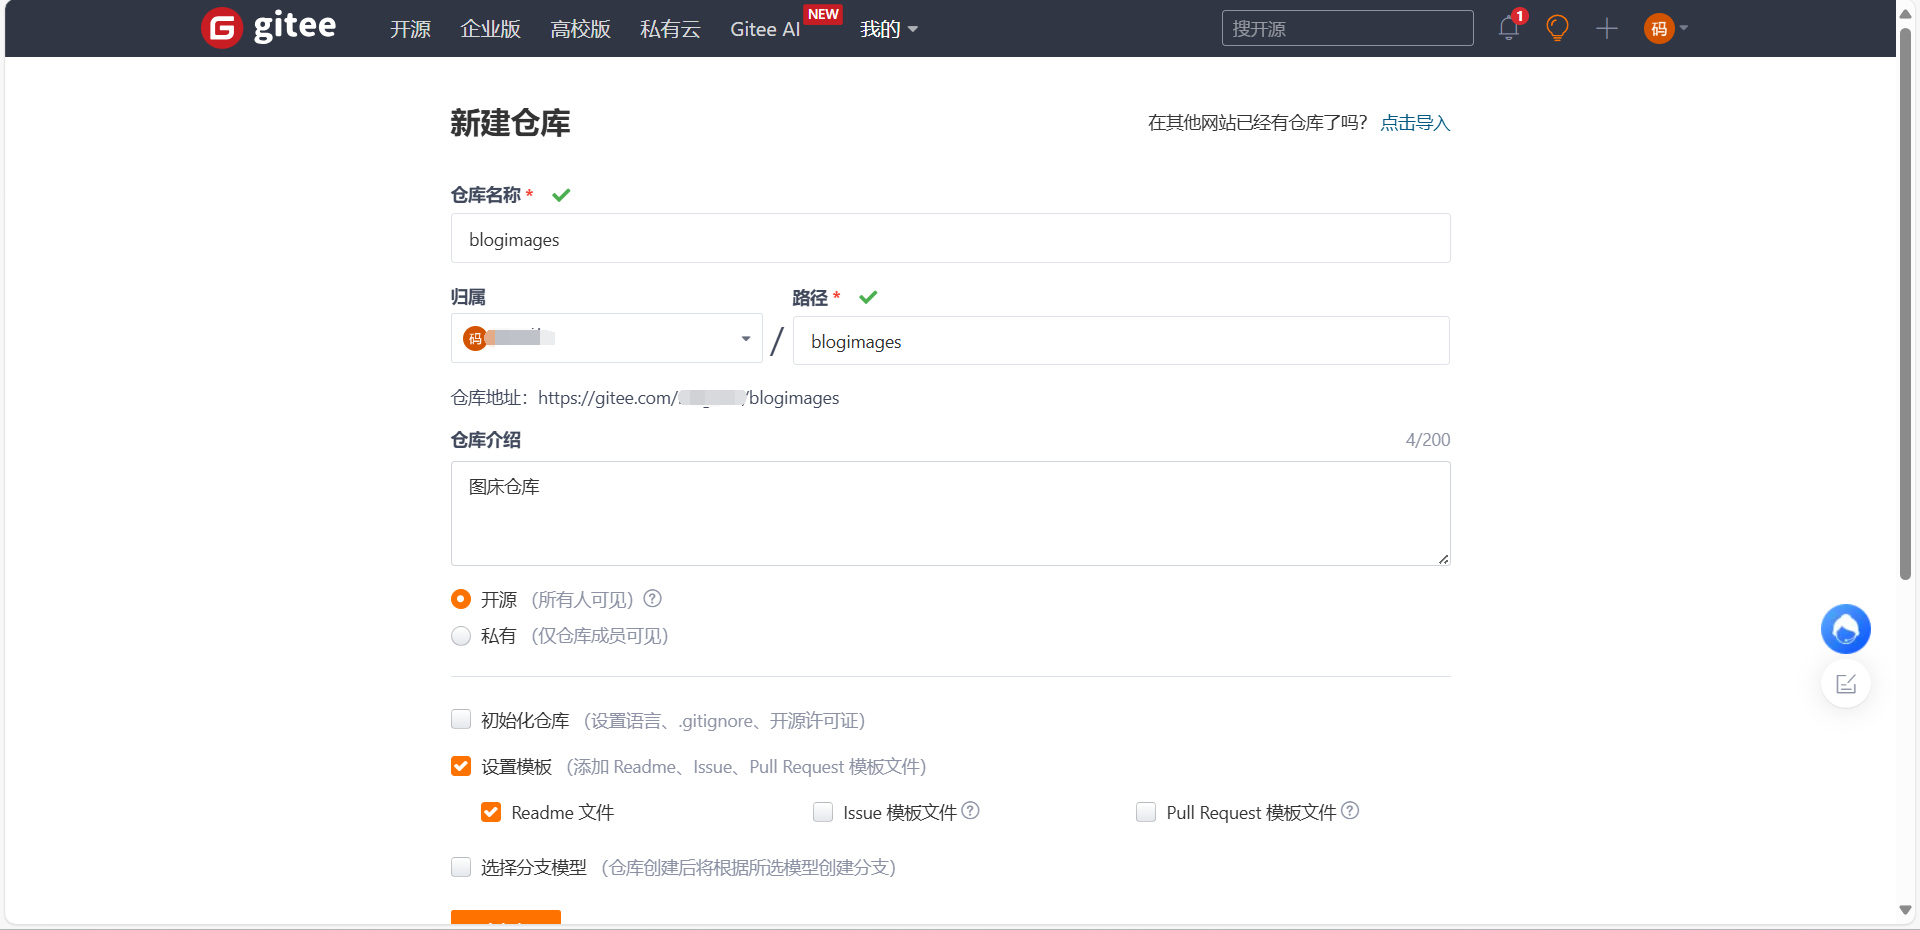 gitee 开源 企业版 高校版 私有云 Gitee AI NEW 我的 搜开源 1 码
新建仓库 在其他网站已经有仓库了吗？ 点击导入
仓库名称 *
blogimages
归属 路径 *
码 / blogimages
仓库地址：https://gitee.com/ /blogimages
仓库介绍 4/200
图床仓库
开源 （所有人可见） ?
私有 （仅仓库成员可见）
初始化仓库 （设置语言、.gitignore、开源许可证）
设置模板 （添加 Readme、Issue、Pull Request 模板文件）
Readme 文件 Issue 模板文件 ? Pull Request 模板文件 ?
选择分支模型 （仓库创建后将根据所选模型创建分支）